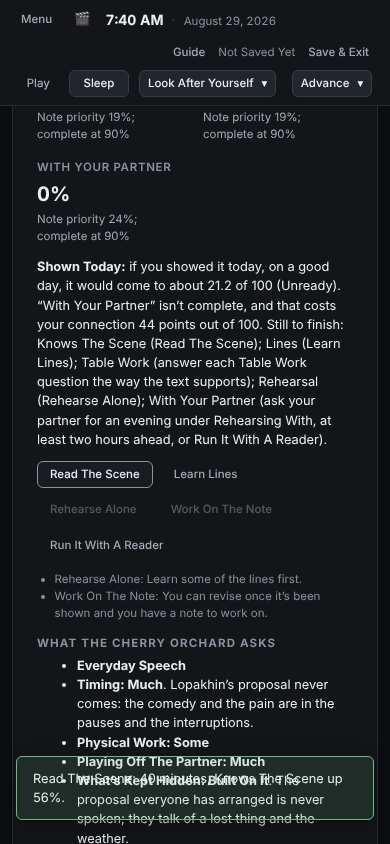 Menu 🎬 7:40 AM · August 29, 2026
Guide Not Saved Yet Save & Exit
Play Sleep Look After Yourself ▾ Advance ▾
Note priority 19%; Note priority 19%;
complete at 90% complete at 90%
WITH YOUR PARTNER
0%
Note priority 24%;
complete at 90%
Shown Today: if you showed it today, on a good
day, it would come to about 21.2 of 100 (Unready).
“With Your Partner” isn’t complete, and that costs
your connection 44 points out of 100. Still to finish:
Knows The Scene (Read The Scene); Lines (Learn
Lines); Table Work (answer each Table Work
question the way the text supports); Rehearsal
(Rehearse Alone); With Your Partner (ask your
partner for an evening under Rehearsing With, at
least two hours ahead, or Run It With A Reader).
Read The Scene Learn Lines
Rehearse Alone Work On The Note
Run It With A Reader
• Rehearse Alone: Learn some of the lines first.
• Work On The Note: You can revise once it’s been
shown and you have a note to work on.
WHAT THE CHERRY ORCHARD ASKS
• Everyday Speech
• Timing: Much. Lopakhin’s proposal never
comes: the comedy and the pain are in the
pauses and the interruptions.
• Physical Work: Some
• Playing Off The Partner: Much
• What’s Kept Hidden: Built On It. The
proposal everyone has arranged is never
spoken; they talk of a lost thing and the
weather.
Read The Scene: 40 minutes. Knows The Scene up
56%.